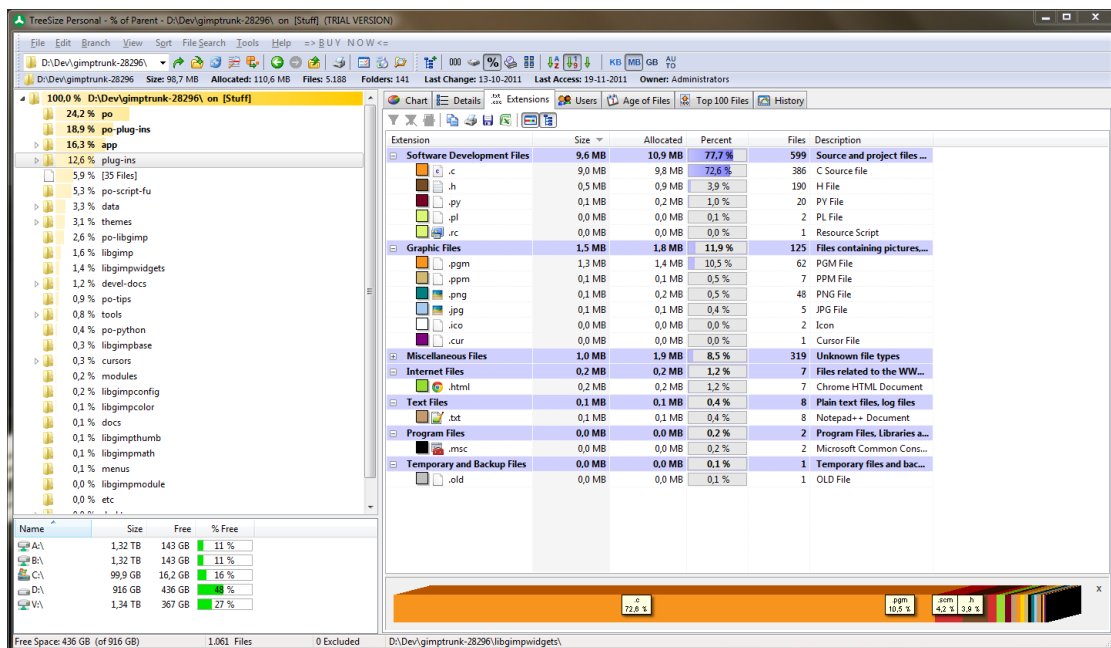 TreeSize Personal - % of Parent - D:\Dev\gimptrunk-28296\ on [Stuff] (TRIAL VERSION)
File Edit Branch View Sort File Search Tools Help => B U Y N O W <=
D:\Dev\gimptrunk-28296\ 000 % KB MB GB AU TO
D:\Dev\gimptrunk-28296 Size: 98,7 MB Allocated: 110,6 MB Files: 5.188 Folders: 141 Last Change: 13-10-2011 Last Access: 19-11-2011 Owner: Administrators
100,0 % D:\Dev\gimptrunk-28296\ on [Stuff]
24,2 % po
18,9 % po-plug-ins
16,3 % app
12,6 % plug-ins
5,9 % [35 Files]
5,3 % po-script-fu
3,3 % data
3,1 % themes
2,6 % po-libgimp
1,6 % libgimp
1,4 % libgimpwidgets
1,2 % devel-docs
0,9 % po-tips
0,8 % tools
0,4 % po-python
0,3 % libgimpbase
0,3 % cursors
0,2 % modules
0,2 % libgimpconfig
0,1 % libgimpcolor
0,1 % docs
0,1 % libgimpthumb
0,1 % libgimpmath
0,1 % menus
0,0 % libgimpmodule
0,0 % etc
Name Size Free % Free
A:\ 1,32 TB 143 GB 11 %
B:\ 1,32 TB 143 GB 11 %
C:\ 99,9 GB 16,2 GB 16 %
D:\ 916 GB 436 GB 48 %
V:\ 1,34 TB 367 GB 27 %
Chart Details .txt .exe Extensions Users Age of Files Top 100 Files History
Extension Size Allocated Percent Files Description
Software Development Files 9,6 MB 10,9 MB 77,7 % 599 Source and project files ...
.c 9,0 MB 9,8 MB 72,6 % 386 C Source file
.h 0,5 MB 0,9 MB 3,9 % 190 H File
.py 0,1 MB 0,2 MB 1,0 % 20 PY File
.pl 0,0 MB 0,0 MB 0,1 % 2 PL File
.rc 0,0 MB 0,0 MB 0,0 % 1 Resource Script
Graphic Files 1,5 MB 1,8 MB 11,9 % 125 Files containing pictures,...
.pgm 1,3 MB 1,4 MB 10,5 % 62 PGM File
.ppm 0,1 MB 0,1 MB 0,5 % 7 PPM File
.png 0,1 MB 0,2 MB 0,5 % 48 PNG File
.jpg 0,1 MB 0,1 MB 0,4 % 5 JPG File
.ico 0,0 MB 0,0 MB 0,0 % 2 Icon
.cur 0,0 MB 0,0 MB 0,0 % 1 Cursor File
Miscellaneous Files 1,0 MB 1,9 MB 8,5 % 319 Unknown file types
Internet Files 0,2 MB 0,2 MB 1,2 % 7 Files related to the WW...
.html 0,2 MB 0,2 MB 1,2 % 7 Chrome HTML Document
Text Files 0,1 MB 0,1 MB 0,4 % 8 Plain text files, log files
.txt 0,1 MB 0,1 MB 0,4 % 8 Notepad++ Document
Program Files 0,0 MB 0,0 MB 0,2 % 2 Program Files, Libraries a...
.msc 0,0 MB 0,0 MB 0,2 % 2 Microsoft Common Cons...
Temporary and Backup Files 0,0 MB 0,0 MB 0,1 % 1 Temporary files and bac...
.old 0,0 MB 0,0 MB 0,1 % 1 OLD File
.c
72,6 %
.pgm
10,5 %
.scm
4,2 %
.h
3,9 %
x
Free Space: 436 GB (of 916 GB) 1.061 Files 0 Excluded D:\Dev\gimptrunk-28296\libgimpwidgets\